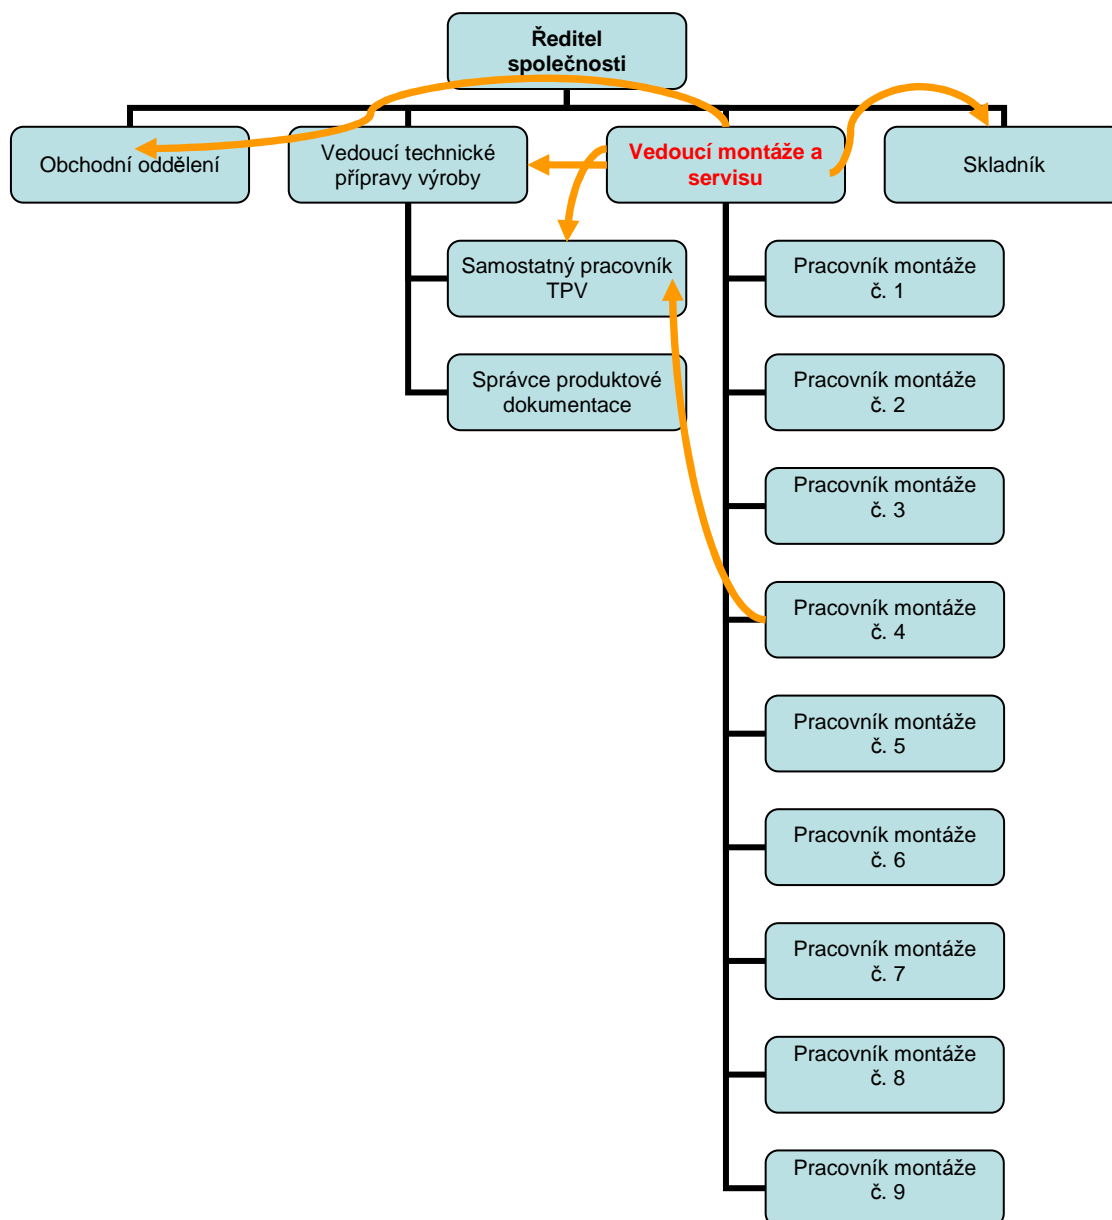 Ředitel
společnosti
Obchodní oddělení
Vedoucí technické
přípravy výroby
Vedoucí montáže a
servisu
Skladník
Samostatný pracovník
TPV
Správce produktové
dokumentace
Pracovník montáže
č. 1
Pracovník montáže
č. 2
Pracovník montáže
č. 3
Pracovník montáže
č. 4
Pracovník montáže
č. 5
Pracovník montáže
č. 6
Pracovník montáže
č. 7
Pracovník montáže
č. 8
Pracovník montáže
č. 9